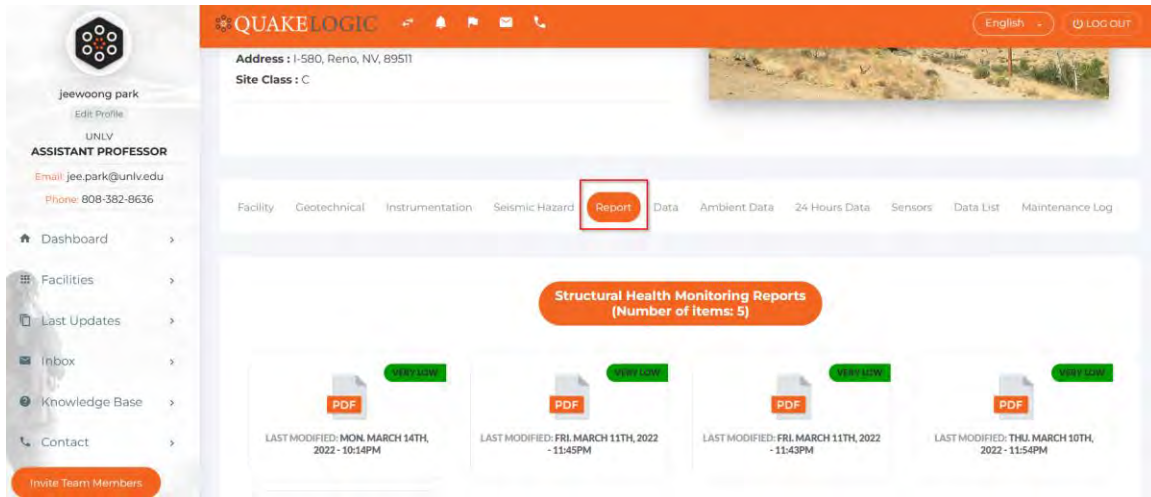 QUAKELOGIC
English
LOG OUT
jeewoong park
Edit Profile
UNLV
ASSISTANT PROFESSOR
Email: jee.park@unlv.edu
Phone: 808-382-8636
Dashboard
Facilities
Last Updates
Inbox
Knowledge Base
Contact
Invite Team Members
Address : I-580, Reno, NV, 89511
Site Class : C
Facility Geotechnical Instrumentation Seismic Hazard Report Data Ambient Data 24 Hours Data Sensors Data List Maintenance Log
Structural Health Monitoring Reports
(Number of items: 5)
VERY LOW
PDF
LAST MODIFIED: MON. MARCH 14TH,
2022 - 10:14PM
VERY LOW
PDF
LAST MODIFIED: FRI. MARCH 11TH, 2022
- 11:45PM
VERY LOW
PDF
LAST MODIFIED: FRI. MARCH 11TH, 2022
- 11:43PM
VERY LOW
PDF
LAST MODIFIED: THU. MARCH 10TH,
2022 - 11:54PM